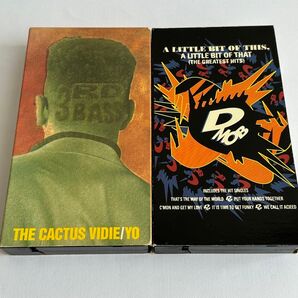 3RD
BASS
THE CACTUS VIDIE/YO
A LITTLE BIT OF THIS,
A LITTLE BIT OF THAT
(THE GREATEST HITS)
D
MOB
INCLUDES THE HIT SINGLES
THAT'S THE WAY OF THE WORLD PUT YOUR HANDS TOGETHER
C'MON AND GET MY LOVE IT IS TIME TO GET FUNKY WE CALL IT ACIEED